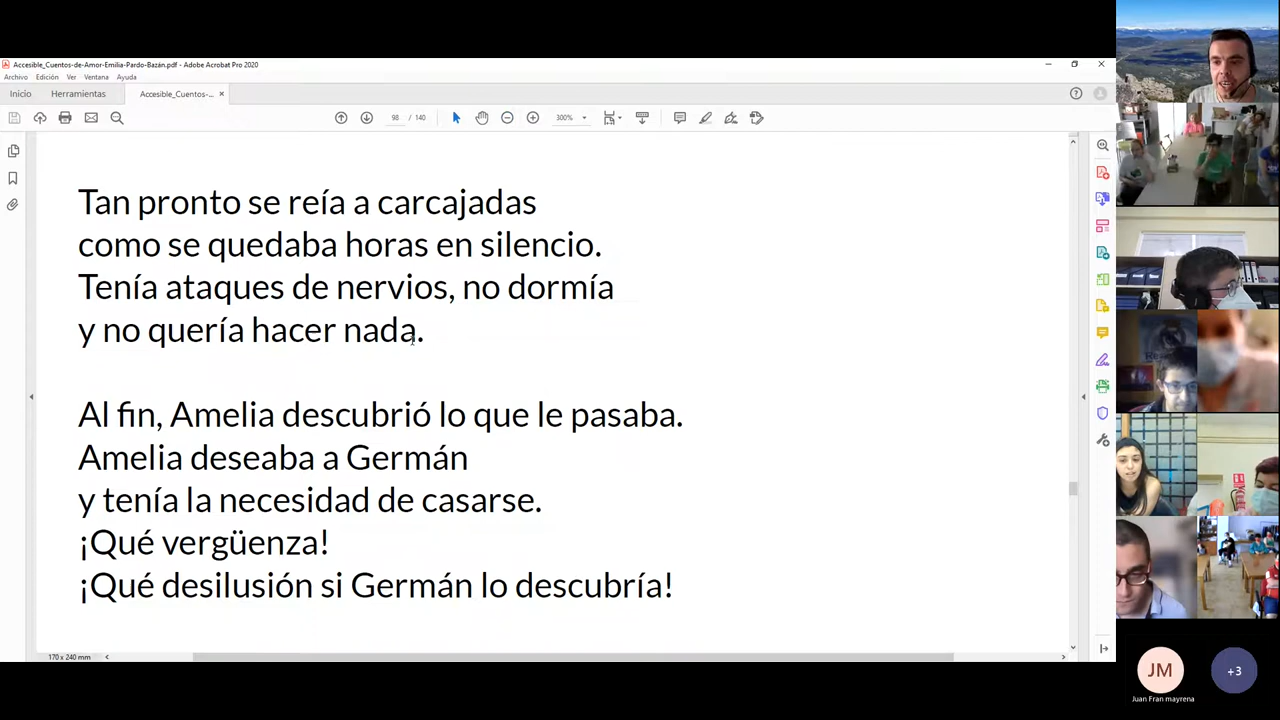 Accesible_Cuentos-de-Amor-Emilia-Pardo-Bazán.pdf - Adobe Acrobat Pro 2020
Archivo Edición Ver Ventana Ayuda
Inicio Herramientas Accesible_Cuentos-... ×
98 / 140 300%
Tan pronto se reía a carcajadas
como se quedaba horas en silencio.
Tenía ataques de nervios, no dormía
y no quería hacer nada.
Al fin, Amelia descubrió lo que le pasaba.
Amelia deseaba a Germán
y tenía la necesidad de casarse.
¡Qué vergüenza!
¡Qué desilusión si Germán lo descubría!
170 x 240 mm
JM
Juan Fran mayrena
+3